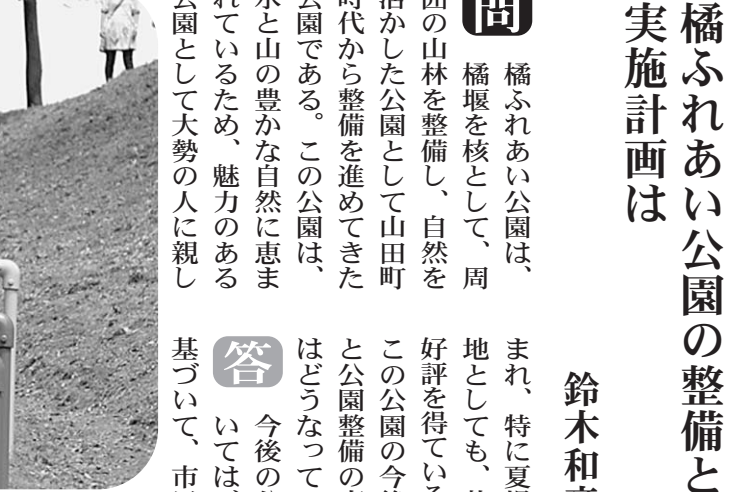 橘ふれあい公園の整備と
実施計画は
鈴木和
問
橘ふれあい公園は、
橘堰を核として、周
囲の山林を整備し、自然を
活かした公園として山田町
時代から整備を進めてきた
公園である。この公園は、
水と山の豊かな自然に恵ま
れているため、魅力のある
公園として大勢の人に親し
まれ、特に夏
地としても、
好評を得ている
この公園の今
と公園整備の
はどうなって
答
今後の
いては、
基づいて、市